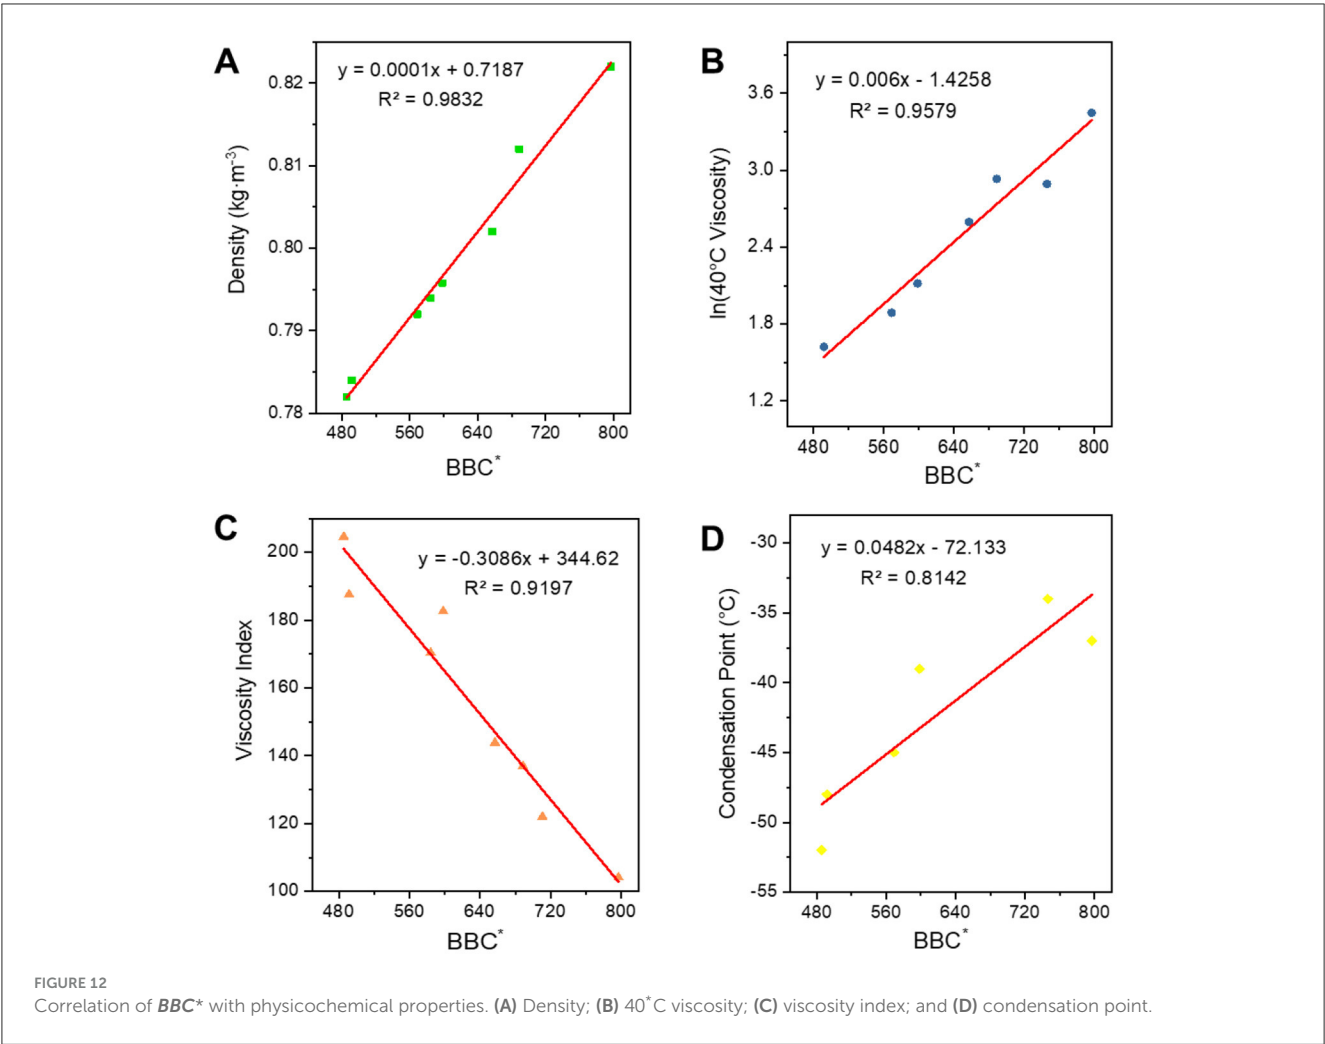 A
y = 0.0001x + 0.7187
R² = 0.9832
0.82
0.81
0.80
0.79
0.78
Density (kg·m⁻³)
480 560 640 720 800
BBC*
B
y = 0.006x - 1.4258
R² = 0.9579
3.6
3.0
2.4
1.8
1.2
ln(40°C Viscosity)
480 560 640 720 800
BBC*
C
y = -0.3086x + 344.62
R² = 0.9197
200
180
160
140
120
100
Viscosity Index
480 560 640 720 800
BBC*
D
y = 0.0482x - 72.133
R² = 0.8142
-30
-35
-40
-45
-50
-55
Condensation Point (°C)
480 560 640 720 800
BBC*
FIGURE 12
Correlation of BBC* with physicochemical properties. (A) Density; (B) 40°C viscosity; (C) viscosity index; and (D) condensation point.